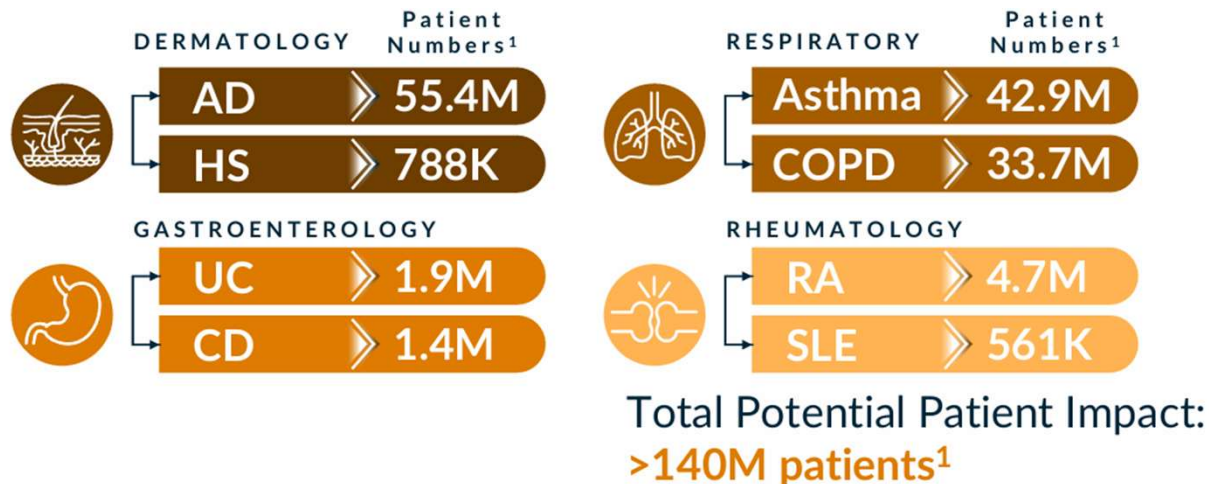 DERMATOLOGY Patient Numbers¹
AD 55.4M
HS 788K
GASTROENTEROLOGY
UC 1.9M
CD 1.4M
RESPIRATORY Patient Numbers¹
Asthma 42.9M
COPD 33.7M
RHEUMATOLOGY
RA 4.7M
SLE 561K
Total Potential Patient Impact:
>140M patients¹